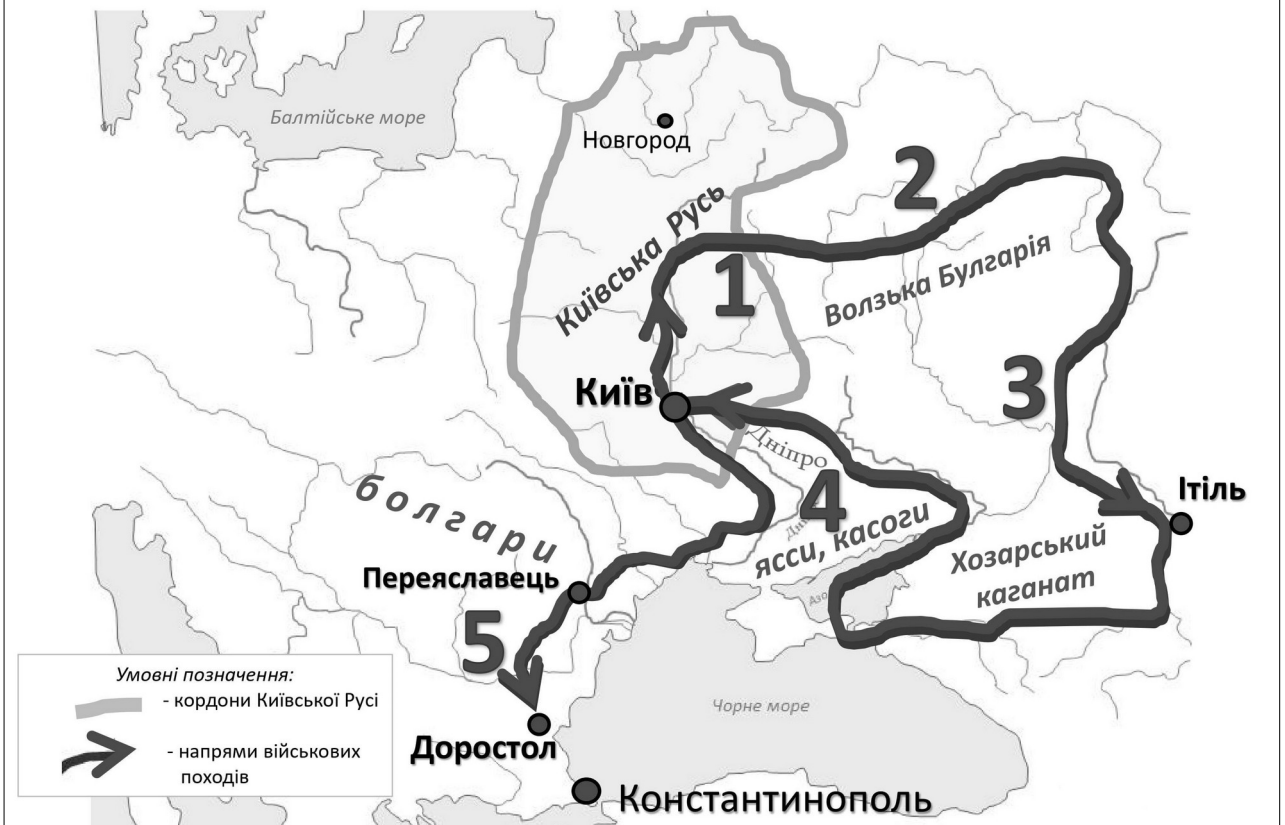 Балтійське море
Новгород
Київська Русь
2
1
Волзька Булгарія
3
Київ
Дніпро
4
Ітіль
болгари
ясси, касоги
Хозарський
каганат
Переяславець
Азо
5
Умовні позначення:
- кордони Київської Русі
- напрями військових
походів
Чорне море
Доростол
Константинополь